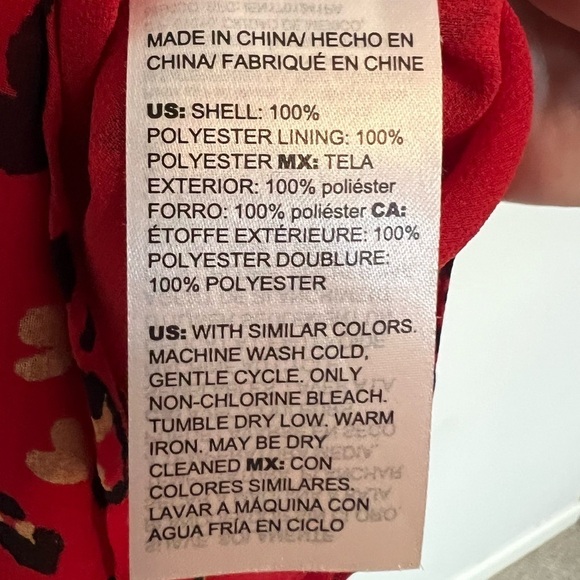 MADE IN CHINA/ HECHO EN
CHINA/ FABRIQUÉ EN CHINE
US: SHELL: 100%
POLYESTER LINING: 100%
POLYESTER MX: TELA
EXTERIOR: 100% poliéster
FORRO: 100% poliéster CA:
ÉTOFFE EXTÉRIEURE: 100%
POLYESTER DOUBLURE:
100% POLYESTER
US: WITH SIMILAR COLORS.
MACHINE WASH COLD,
GENTLE CYCLE. ONLY
NON-CHLORINE BLEACH.
TUMBLE DRY LOW. WARM
IRON. MAY BE DRY
CLEANED MX: CON
COLORES SIMILARES.
LAVAR A MÁQUINA CON
AGUA FRÍA EN CICLO